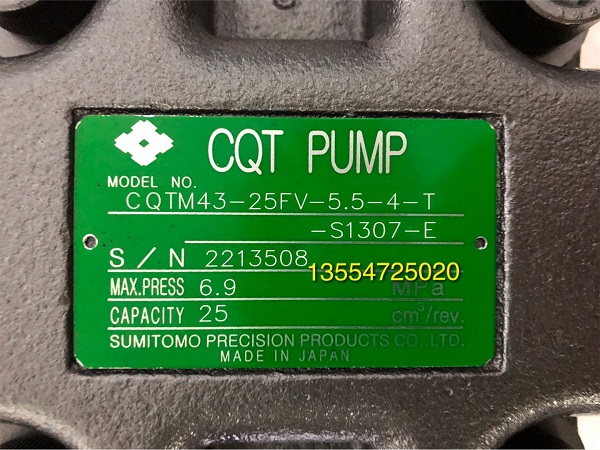 CQT PUMP
MODEL NO.
CQTM43-25FV-5.5-4-T
-S1307-E
S/N 2213508
13554725020
MAX.PRESS 6.9 MPa
CAPACITY 25 cm³/rev.
SUMITOMO PRECISION PRODUCTS CO.,LTD.
MADE IN JAPAN